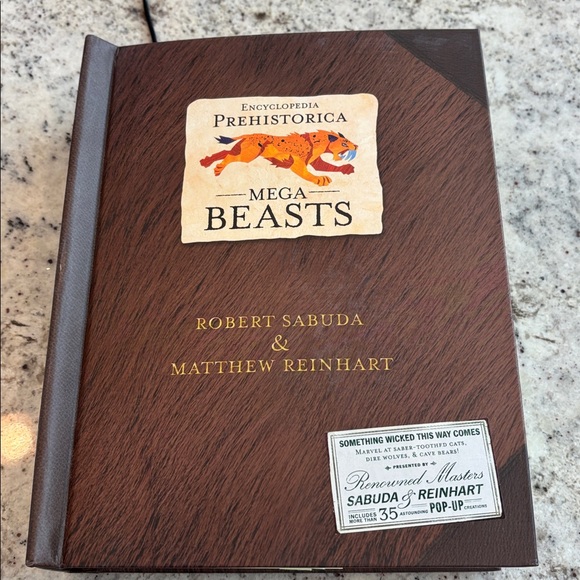 ENCYCLOPEDIA
PREHISTORICA
MEGA
BEASTS
ROBERT SABUDA
&
MATTHEW REINHART
SOMETHING WICKED THIS WAY COMES
MARVEL AT SABER-TOOTHED CATS,
DIRE WOLVES, & CAVE BEARS!
PRESENTED BY
Renowned Masters
SABUDA & REINHART
INCLUDES MORE THAN 35 ASTOUNDING POP-UP CREATIONS